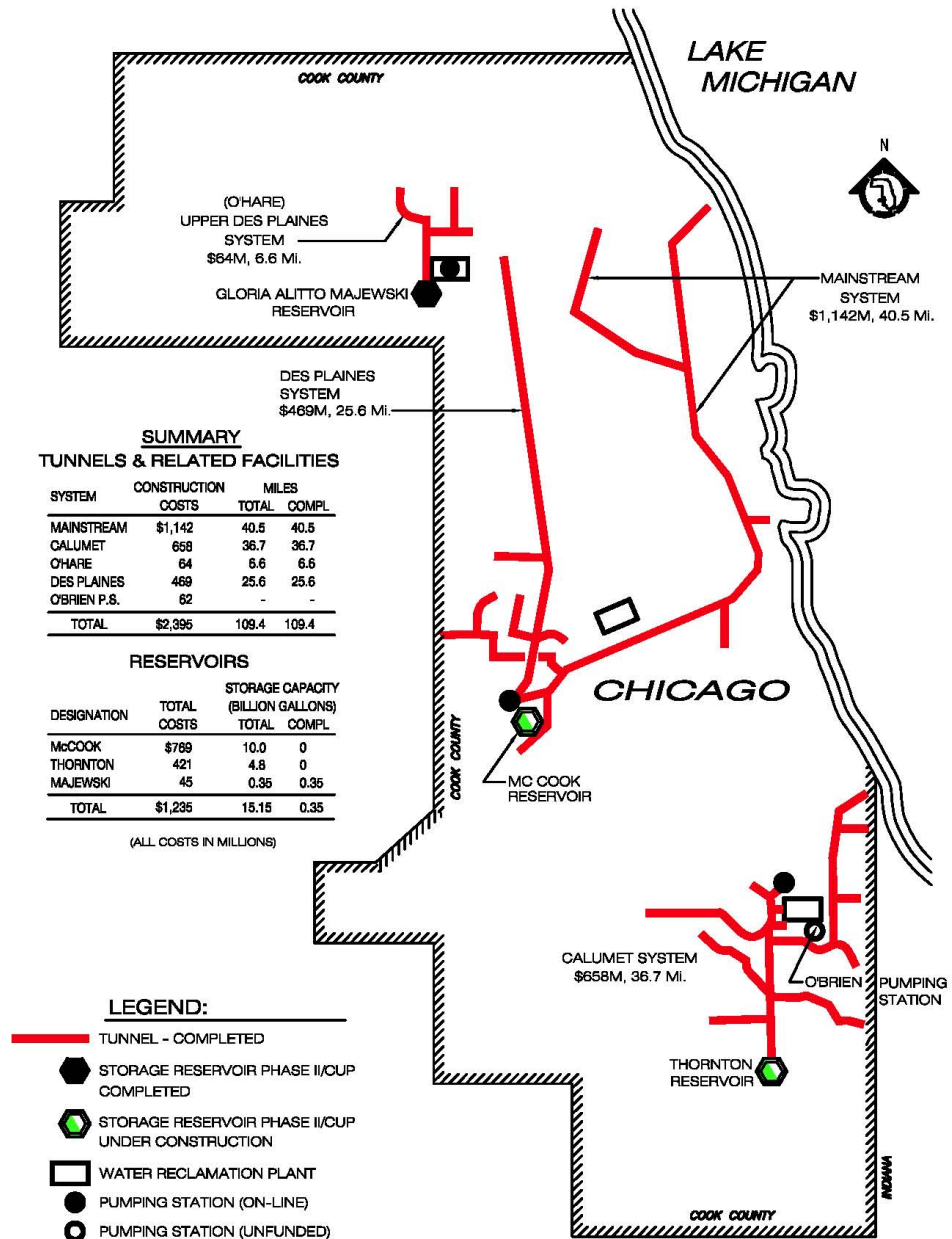 LAKE
MICHIGAN
COOK COUNTY
N
(O'HARE)
UPPER DES PLAINES
SYSTEM
$64M, 6.6 Mi.
GLORIA ALITTO MAJEWSKI
RESERVOIR
MAINSTREAM
SYSTEM
$1,142M, 40.5 Mi.
DES PLAINES
SYSTEM
$469M, 25.6 Mi.
SUMMARY
TUNNELS & RELATED FACILITIES
SYSTEM CONSTRUCTION COSTS MILES TOTAL COMPL
MAINSTREAM $1,142 40.5 40.5
CALUMET 658 36.7 36.7
O'HARE 64 6.6 6.6
DES PLAINES 469 25.6 25.6
O'BRIEN P.S. 62 - -
TOTAL $2,395 109.4 109.4
RESERVOIRS
DESIGNATION TOTAL COSTS STORAGE CAPACITY (BILLION GALLONS) TOTAL COMPL
McCOOK $769 10.0 0
THORNTON 421 4.8 0
MAJEWSKI 45 0.35 0.35
TOTAL $1,235 15.15 0.35
(ALL COSTS IN MILLIONS)
CHICAGO
COOK COUNTY
MC COOK
RESERVOIR
CALUMET SYSTEM
$658M, 36.7 Mi.
O'BRIEN PUMPING
STATION
THORNTON
RESERVOIR
INDIANA
COOK COUNTY
LEGEND:
TUNNEL - COMPLETED
STORAGE RESERVOIR PHASE II/CUP
COMPLETED
STORAGE RESERVOIR PHASE II/CUP
UNDER CONSTRUCTION
WATER RECLAMATION PLANT
PUMPING STATION (ON-LINE)
PUMPING STATION (UNFUNDED)